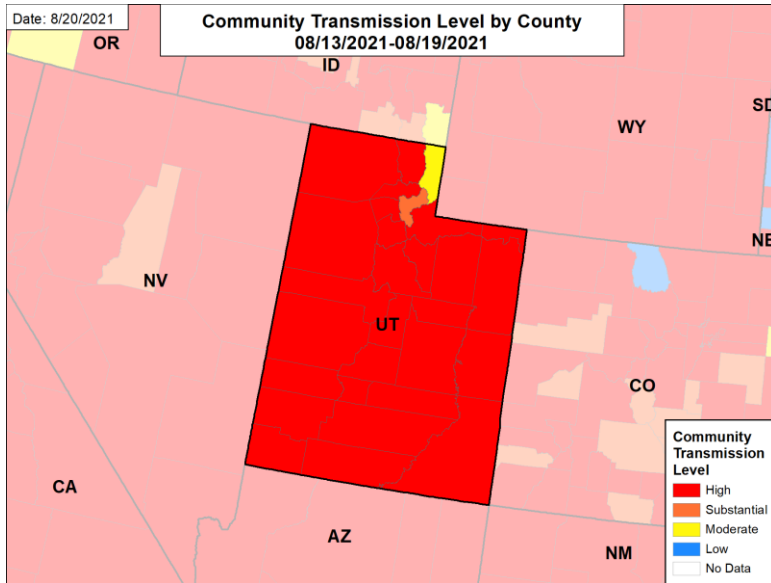 Date: 8/20/2021
Community Transmission Level by County
08/13/2021-08/19/2021
OR
ID
WY
SD
NE
NV
UT
CO
CA
AZ
NM
Community
Transmission
Level
High
Substantial
Moderate
Low
No Data